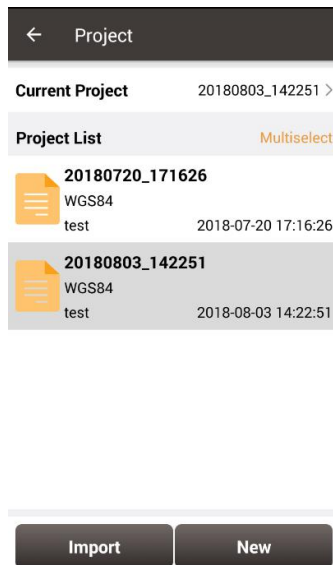 Project
Current Project 20180803_142251 >
Project List Multiselect
20180720_171626
WGS84
test 2018-07-20 17:16:26
20180803_142251
WGS84
test 2018-08-03 14:22:51
Import New